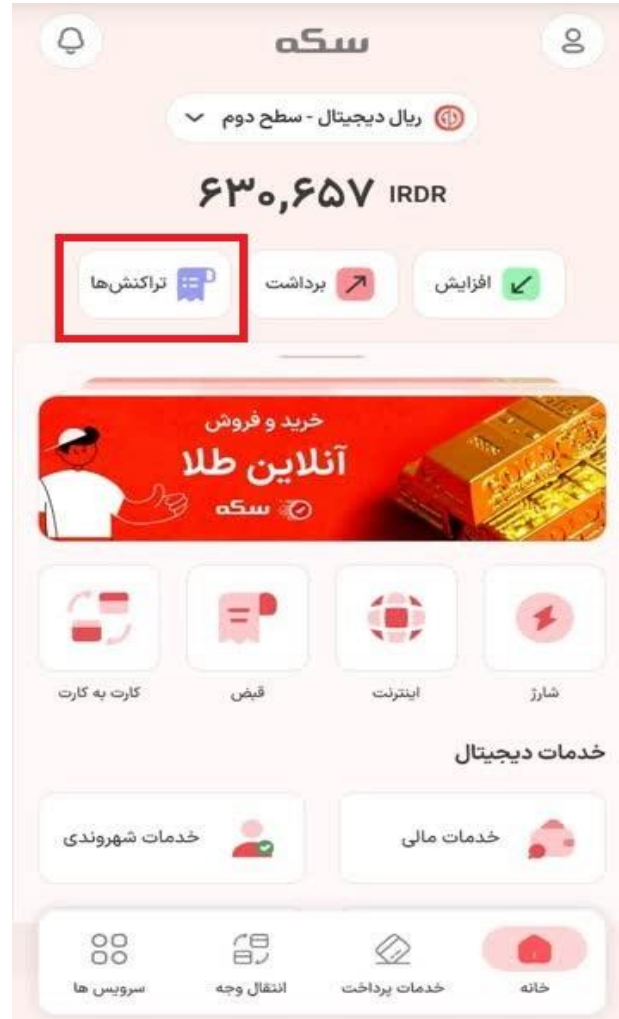 سکه
ریال دیجیتال - سطح دوم
۶۳۰,۶۵۷ IRDR
افزایش
برداشت
تراکنش‌ها
خرید و فروش
آنلاین طلا
سکه
شارژ
اینترنت
قبض
کارت به کارت
خدمات دیجیتال
خدمات مالی
خدمات شهروندی
خانه
خدمات پرداخت
انتقال وجه
سرویس ها